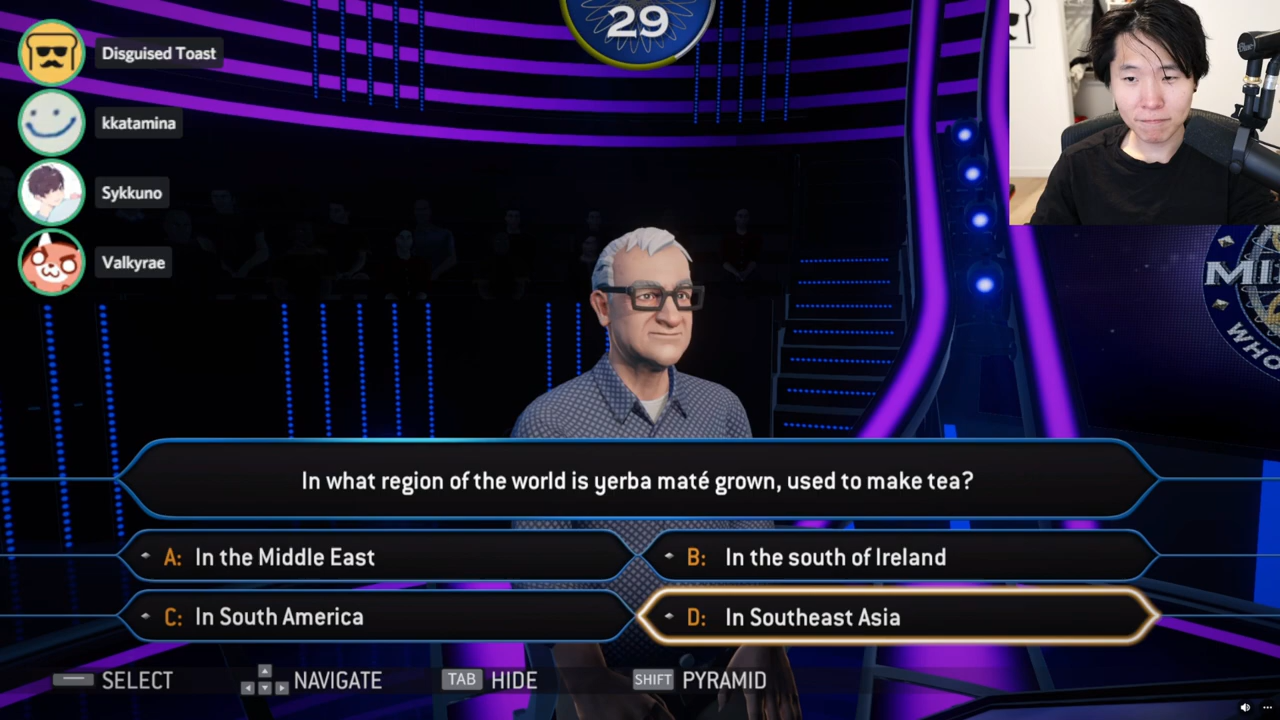 29
Disguised Toast
kkatamina
Sykkuno
Valkyrae
WHO
In what region of the world is yerba maté grown, used to make tea?
A: In the Middle East
B: In the south of Ireland
C: In South America
D: In Southeast Asia
SELECT
NAVIGATE
TAB HIDE
SHIFT PYRAMID